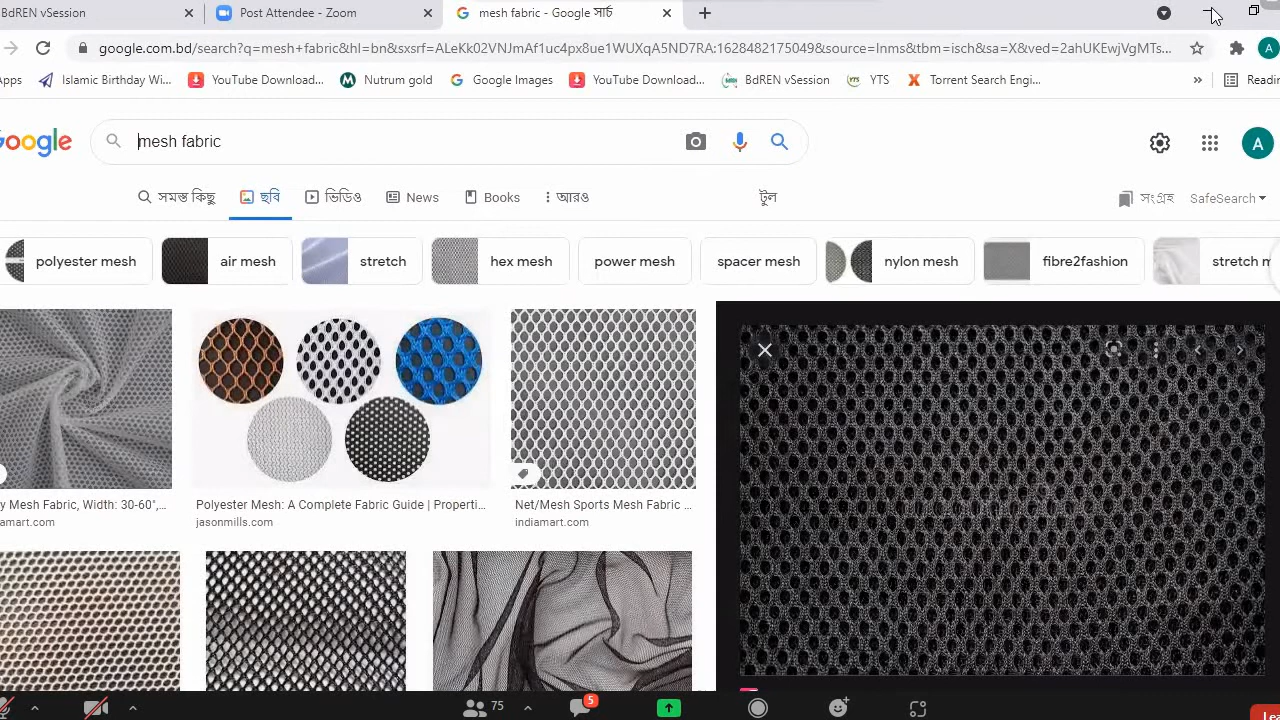 BdREN vSession
Post Attendee - Zoom
mesh fabric - Google সার্চ
google.com.bd/search?q=mesh+fabric&hl=bn&sxsrf=ALeKk02VNJmAf1uc4px8ue1WUXqA5ND7RA:1628482175049&source=lnms&tbm=isch&sa=X&ved=2ahUKEwjVgMTs...
Apps Islamic Birthday Wi... YouTube Download... Nutrum gold Google Images YouTube Download... BdREN vSession YTS Torrent Search Engi... » Readin
Google mesh fabric A
সমস্ত কিছু ছবি ভিডিও News Books আরও টুল সংগ্রহ SafeSearch
polyester mesh air mesh stretch hex mesh power mesh spacer mesh nylon mesh fibre2fashion stretch m
y Mesh Fabric, Width: 30-60",...
amart.com
Polyester Mesh: A Complete Fabric Guide | Properti...
jasonmills.com
Net/Mesh Sports Mesh Fabric ...
indiamart.com
75 5